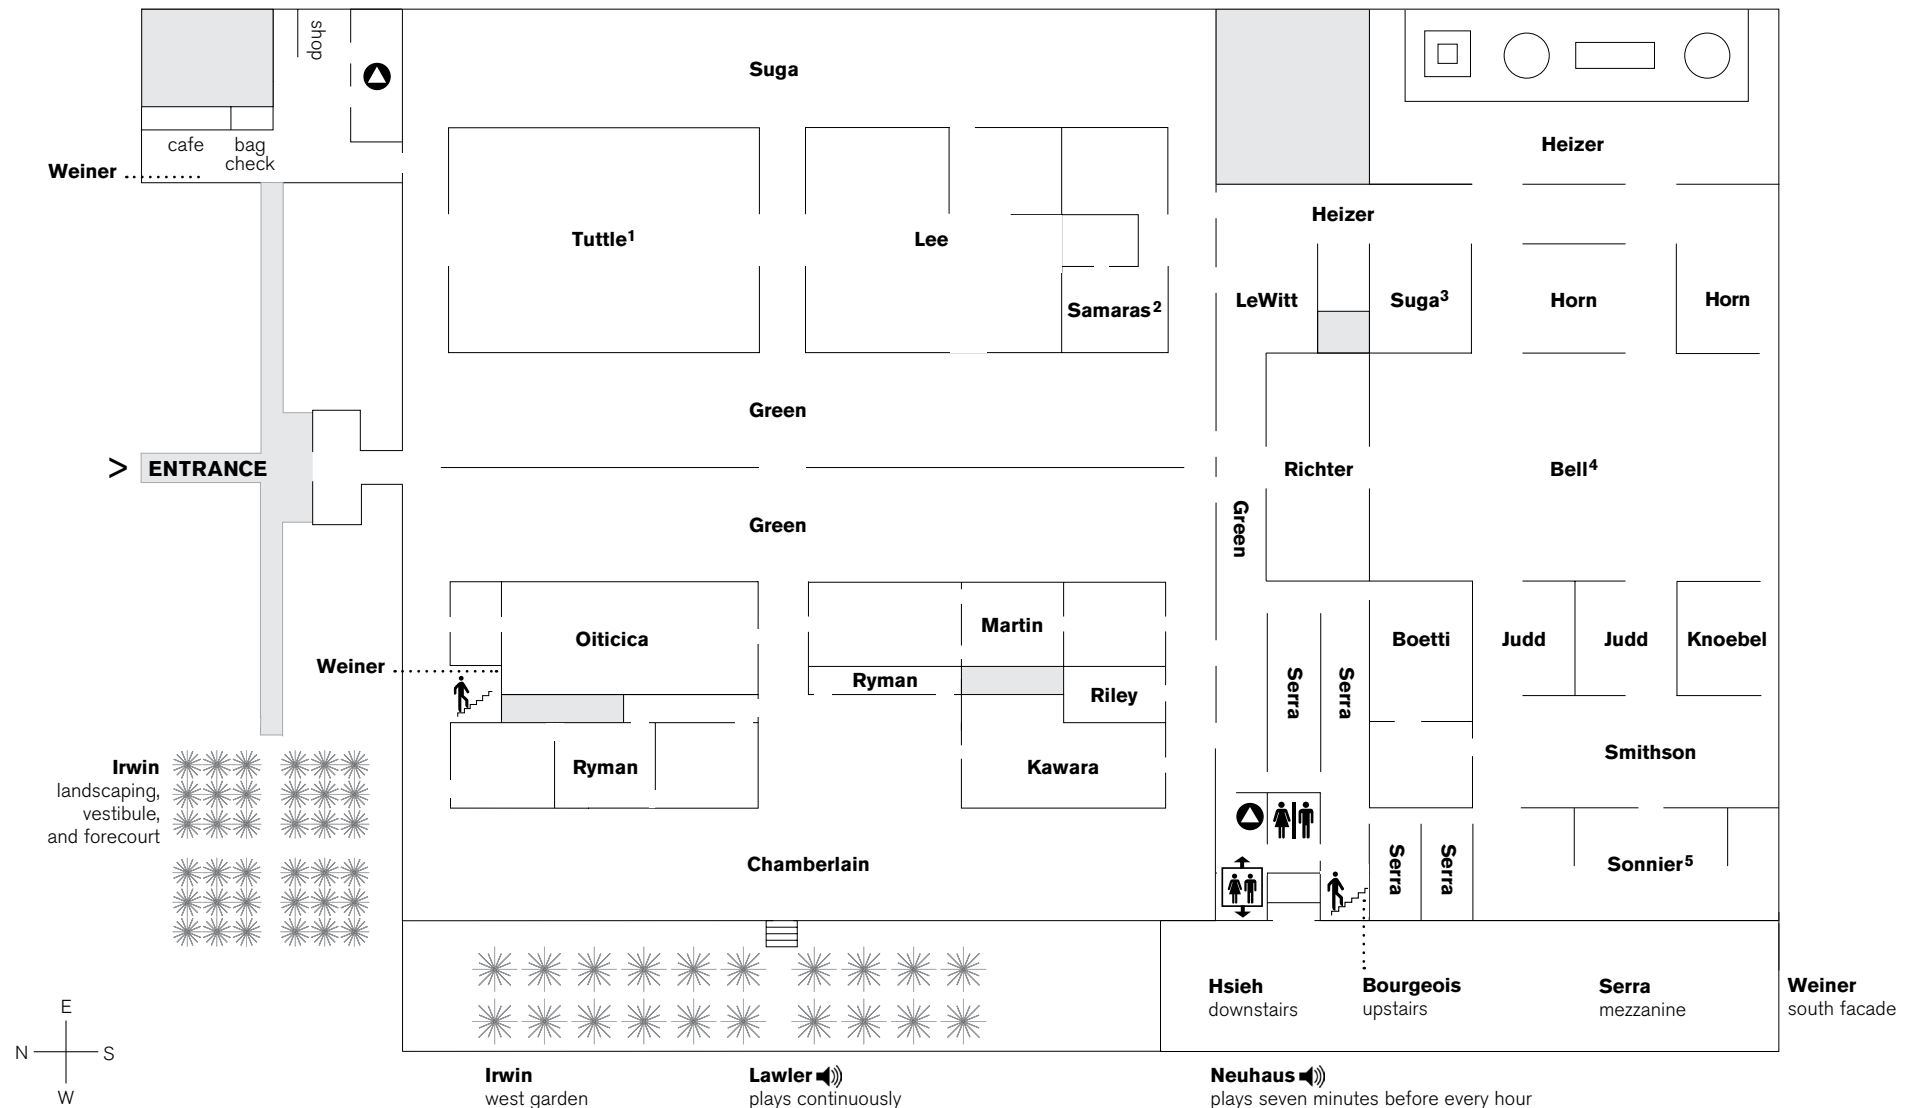 shop
Suga
cafe
bag
check
Weiner
Heizer
Heizer
Tuttle1
Lee
Samaras2
LeWitt
Suga3
Horn
Horn
Green
> ENTRANCE
Richter
Bell4
Green
Green
Oiticica
Martin
Boetti
Judd
Judd
Knoebel
Weiner
Ryman
Riley
Serra
Serra
Ryman
Kawara
Smithson
Irwin
landscaping,
vestibule,
and forecourt
Chamberlain
Serra
Serra
Sonnier5
Hsieh
downstairs
Bourgeois
upstairs
Serra
mezzanine
Weiner
south facade
E
N
S
W
Irwin
west garden
Lawler
plays continuously
Neuhaus
plays seven minutes before every hour